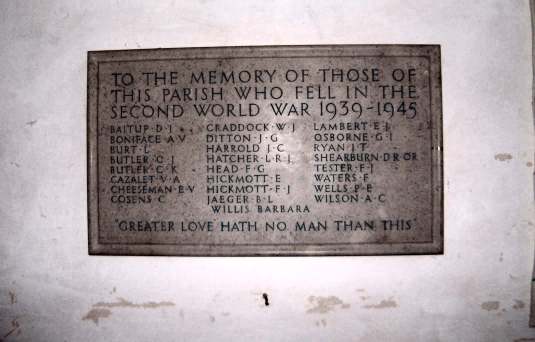 TO THE MEMORY OF THOSE OF
THIS PARISH WHO FELL IN THE
SECOND WORLD WAR 1939-1945
BAITUP·D·J CRADDOCK·W·J LAMBERT·E·J
BONIFACE·A·V DITTON·J·G OSBORNE·G·I
BURT·L HARROLD·J·C RYAN·J·T
BUTLER·C·J HATCHER·L·R·J SHEARBURN·D·R·O·R
BUTLER·C·K HEAD·F·G TESTER·F·J
CAZALET·V·A HICKMOTT·E WATERS·F
CHEESEMAN·E·V HICKMOTT·F·J WELLS·P·E
COSENS·C JAEGER·B·L WILSON·A·C
WILLIS BARBARA
"GREATER LOVE HATH NO MAN THAN THIS"